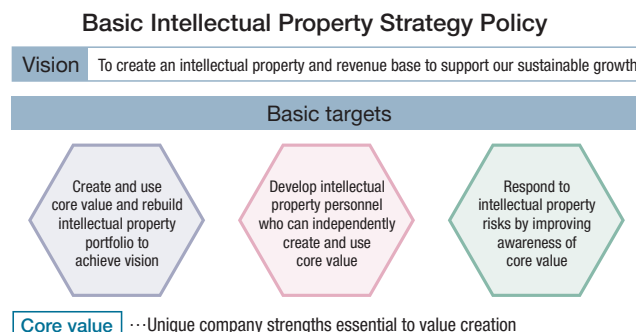 Basic Intellectual Property Strategy Policy
Vision To create an intellectual property and revenue base to support our sustainable growth
Basic targets
Create and use
core value and rebuild
intellectual property
portfolio to
achieve vision
Develop intellectual
property personnel
who can independently
create and use
core value
Respond to
intellectual property
risks by improving
awareness of
core value
Core value …Unique company strengths essential to value creation